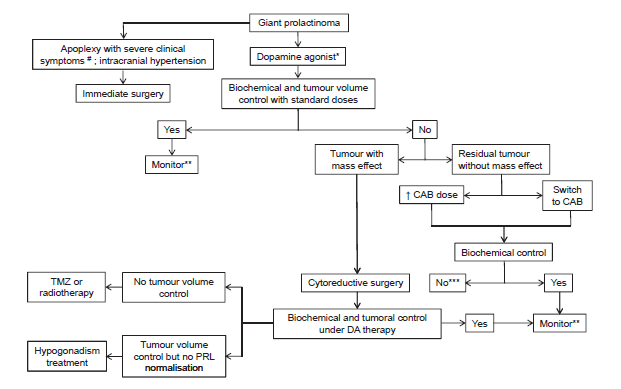 Giant prolactinoma
Apoplexy with severe clinical
symptoms # ; intracranial hypertension
Dopamine agonist*
Immediate surgery
Biochemical and tumour volume
control with standard doses
Yes
No
Monitor**
Tumour with
mass effect
Residual tumour
without mass effect
↑ CAB dose
Switch
to CAB
Biochemical control
TMZ or
radiotherapy
No tumour volume
control
Cytoreductive surgery
No***
Yes
Biochemical and tumoral control
under DA therapy
Yes
Monitor**
Hypogonadism
treatment
Tumour volume
control but no PRL
normalisation